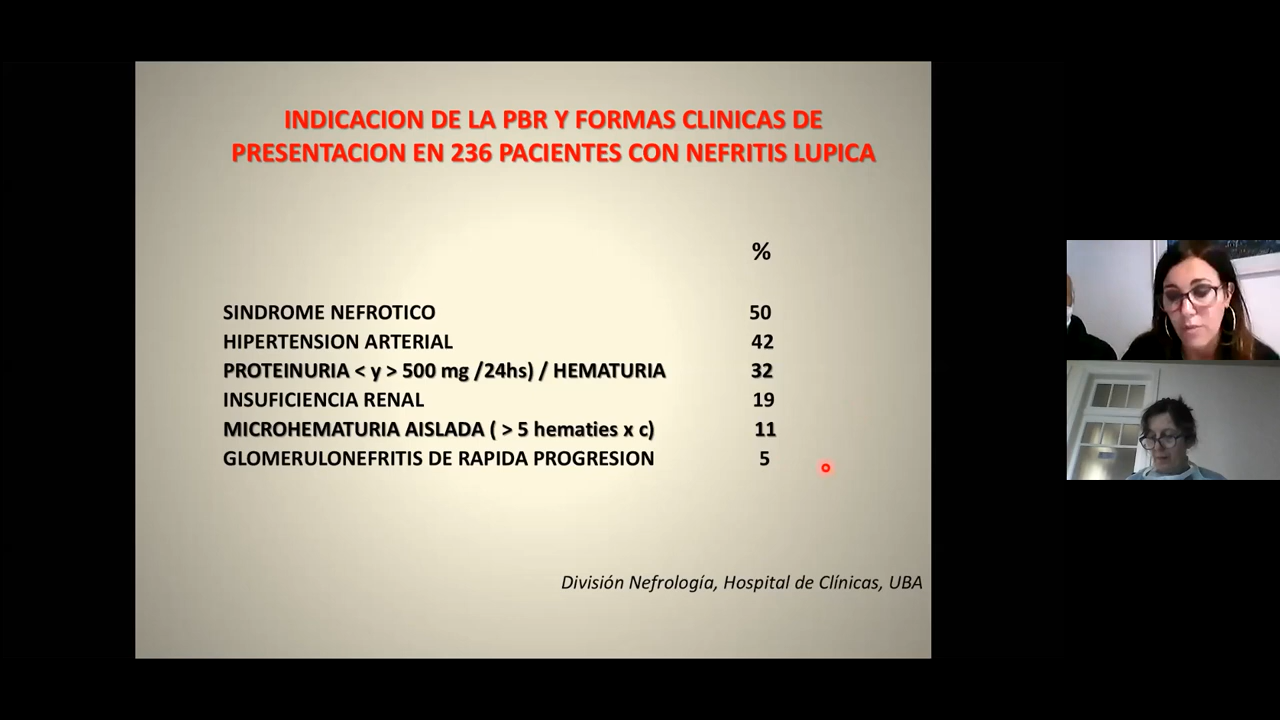 INDICACION DE LA PBR Y FORMAS CLINICAS DE
PRESENTACION EN 236 PACIENTES CON NEFRITIS LUPICA
%
SINDROME NEFROTICO 50
HIPERTENSION ARTERIAL 42
PROTEINURIA < y > 500 mg /24hs) / HEMATURIA 32
INSUFICIENCIA RENAL 19
MICROHEMATURIA AISLADA ( > 5 hematies x c) 11
GLOMERULONEFRITIS DE RAPIDA PROGRESION 5
División Nefrología, Hospital de Clínicas, UBA